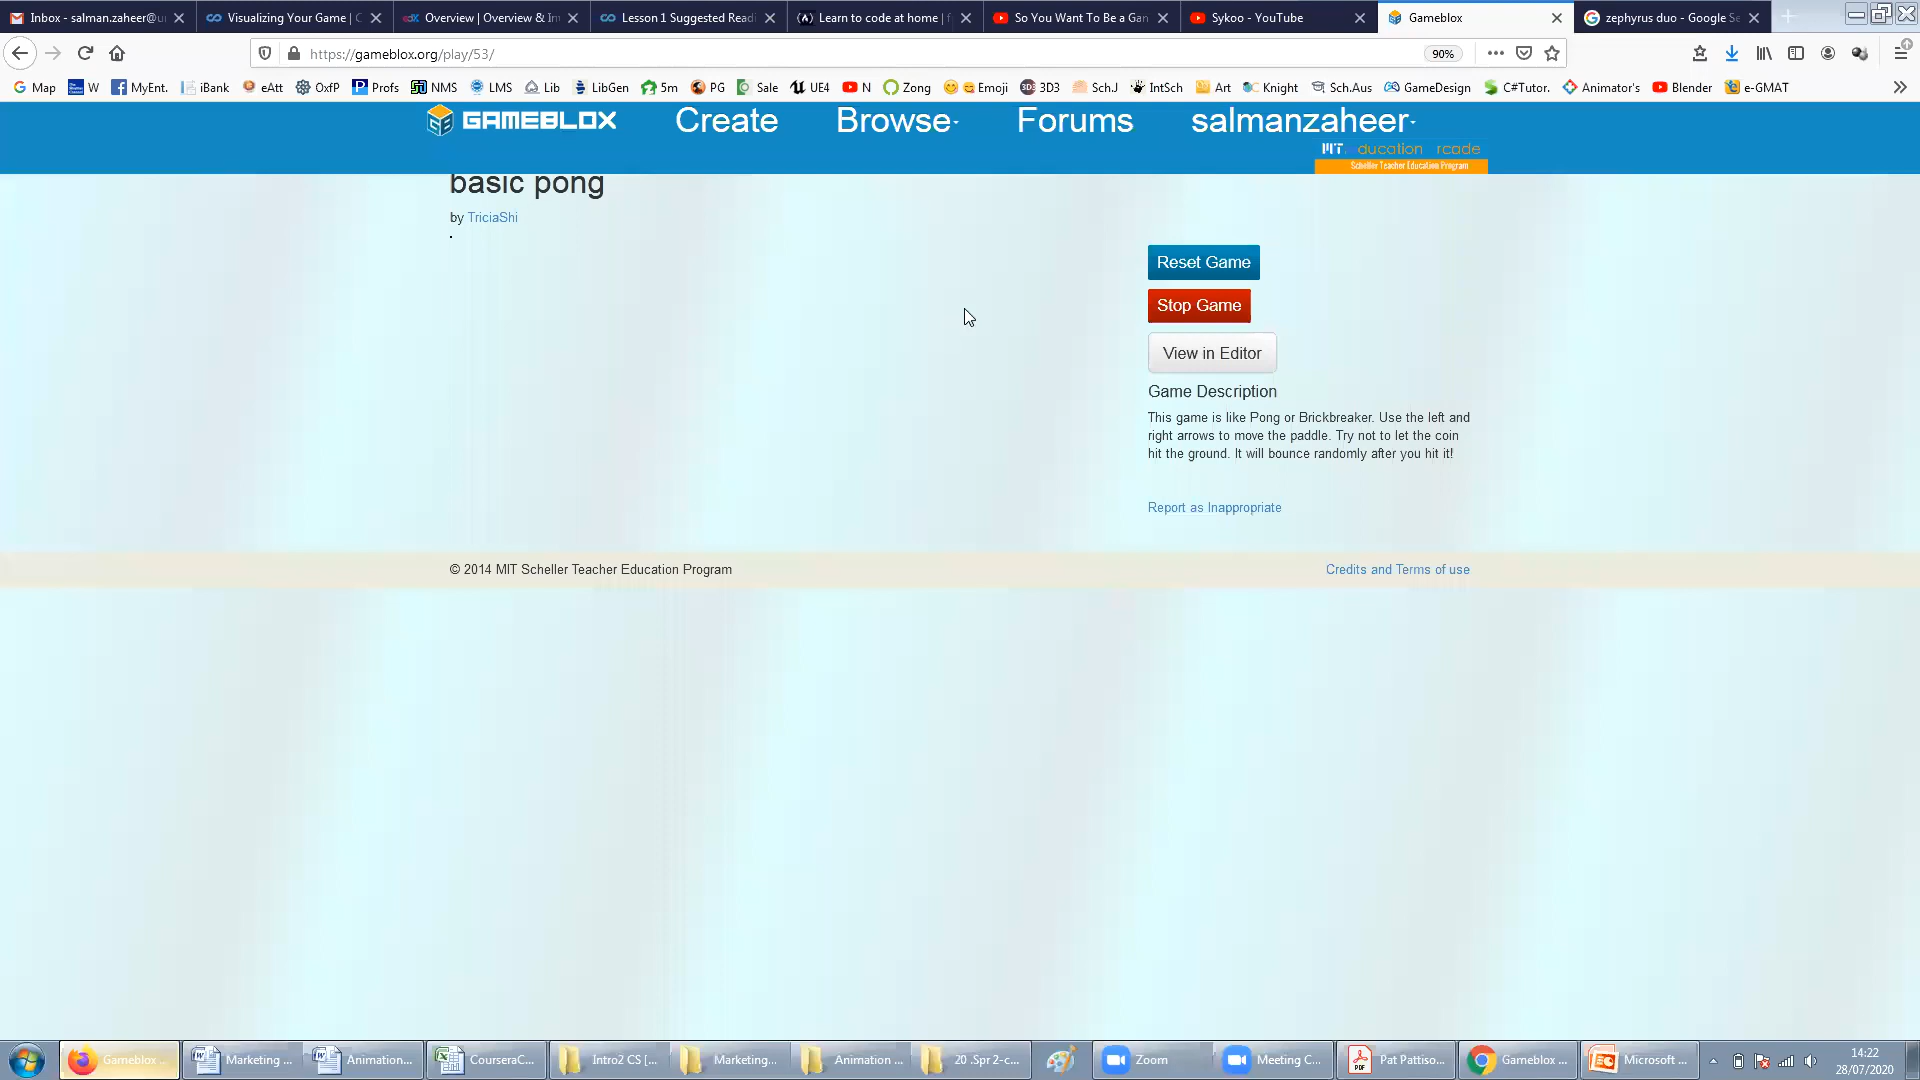 Inbox - salman.zaheer@u
Visualizing Your Game | C
Overview | Overview & In
Lesson 1 Suggested Readi
Learn to code at home | f
So You Want To Be a Gan
Sykoo - YouTube
Gameblox
zephyrus duo - Google Se
https://gameblox.org/play/53/
90%
Map
W
MyEnt.
iBank
eAtt
OxfP
Profs
NMS
LMS
Lib
LibGen
5m
PG
Sale
UE4
N
Zong
Emoji
3D3
Sch.J
IntSch
Art
Knight
Sch.Aus
GameDesign
C#Tutor.
Animator's
Blender
e-GMAT
GAMEBLOX
Create
Browse
Forums
salmanzaheer
MIT ducation rcade
Scheller Teacher Education Program
basic pong
by TriciaShi
.
Reset Game
Stop Game
View in Editor
Game Description
This game is like Pong or Brickbreaker. Use the left and
right arrows to move the paddle. Try not to let the coin
hit the ground. It will bounce randomly after you hit it!
Report as Inappropriate
© 2014 MIT Scheller Teacher Education Program
Credits and Terms of use
Gameblox ...
Marketing ...
Animation...
CourseraC...
Intro2 CS [...
Marketing...
Animation ...
20 .Spr 2-c...
Zoom
Meeting C...
Pat Pattiso...
Gameblox ...
Microsoft ...
14:22
28/07/2020